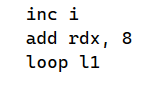 inc i
add rdx, 8
loop l1